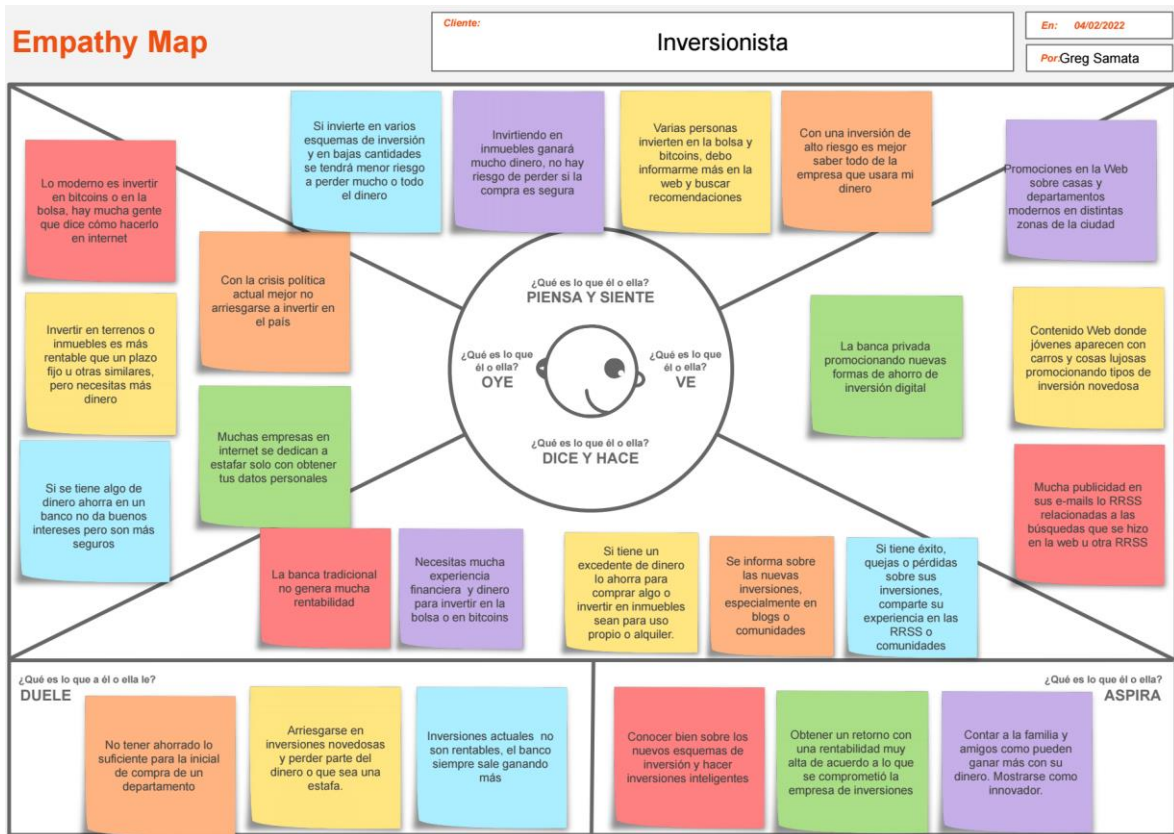 Empathy Map
Cliente:
Inversionista
En: 04/02/2022
Por:Greg Samata
Lo moderno es invertir
en bitcoins o en la
bolsa, hay mucha gente
que dice cómo hacerlo
en internet
Si invierte en varios
esquemas de inversión
y en bajas cantidades
se tendrá menor riesgo
a perder mucho o todo
el dinero
Invirtiendo en
inmuebles ganará
mucho dinero, no hay
riesgo de perder si la
compra es segura
Varias personas
invierten en la bolsa y
bitcoins, debo
informarme más en la
web y buscar
recomendaciones
Con una inversión de
alto riesgo es mejor
saber todo de la
empresa que usara mi
dinero
Promociones en la Web
sobre casas y
departamentos
modernos en distintas
zonas de la ciudad
Con la crisis política
actual mejor no
arriesgarse a invertir en
el país
Invertir en terrenos o
inmuebles es más
rentable que un plazo
fijo u otras similares,
pero necesitas más
dinero
Muchas empresas en
internet se dedican a
estafar solo con obtener
tus datos personales
Si se tiene algo de
dinero ahorra en un
banco no da buenos
intereses pero son más
seguros
¿Qué es lo que él o ella?
PIENSA Y SIENTE
¿Qué es lo que
él o ella?
OYE
¿Qué es lo que
él o ella?
VE
¿Qué es lo que él o ella?
DICE Y HACE
La banca privada
promocionando nuevas
formas de ahorro de
inversión digital
Contenido Web donde
jóvenes aparecen con
carros y cosas lujosas
promocionando tipos de
inversión novedosa
Mucha publicidad en
sus e-mails lo RRSS
relacionadas a las
búsquedas que se hizo
en la web u otra RRSS
La banca tradicional
no genera mucha
rentabilidad
Necesitas mucha
experiencia
financiera y dinero
para invertir en la
bolsa o en bitcoins
Si tiene un
excedente de dinero
lo ahorra para
comprar algo o
invertir en inmuebles
sean para uso
propio o alquiler.
Se informa sobre
las nuevas
inversiones,
especialmente en
blogs o
comunidades
Si tiene éxito,
quejas o pérdidas
sobre sus
inversiones,
comparte su
experiencia en las
RRSS o
comunidades
¿Qué es lo que a él o ella le?
DUELE
No tener ahorrado lo
suficiente para la inicial
de compra de un
departamento
Arriesgarse en
inversiones novedosas
y perder parte del
dinero o que sea una
estafa.
Inversiones actuales no
son rentables, el banco
siempre sale ganando
más
¿Qué es lo que él o ella?
ASPIRA
Conocer bien sobre los
nuevos esquemas de
inversión y hacer
inversiones inteligentes
Obtener un retorno con
una rentabilidad muy
alta de acuerdo a lo que
se comprometió la
empresa de inversiones
Contar a la familia y
amigos como pueden
ganar más con su
dinero. Mostrarse como
innovador.